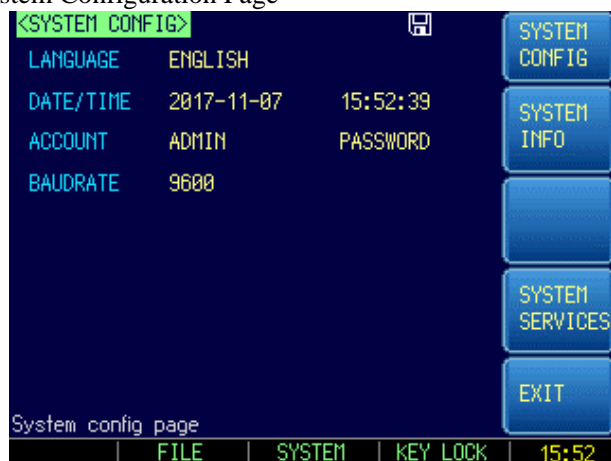 stem Configuration Page
<SYSTEM CONFIG>
LANGUAGE ENGLISH
DATE/TIME 2017-11-07 15:52:39
ACCOUNT ADMIN PASSWORD
BAUDRATE 9600
System config page
FILE | SYSTEM | KEY LOCK | 15:52
SYSTEM
CONFIG
SYSTEM
INFO
SYSTEM
SERVICES
EXIT